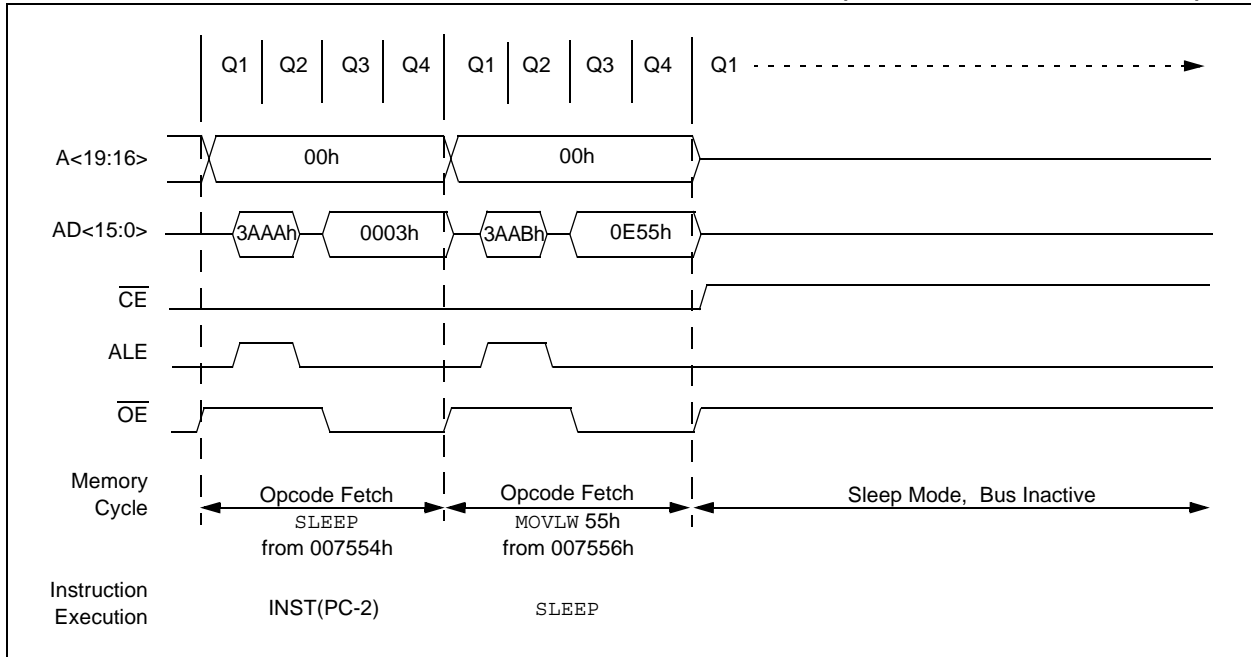 Q1 Q2 Q3 Q4 Q1 Q2 Q3 Q4 Q1
A<19:16> 00h 00h
AD<15:0> 3AAAh 0003h 3AABh 0E55h
CE
ALE
OE
Memory
Cycle
Opcode Fetch
SLEEP
from 007554h
Opcode Fetch
MOVLW 55h
from 007556h
Sleep Mode, Bus Inactive
Instruction
Execution
INST(PC-2)
SLEEP